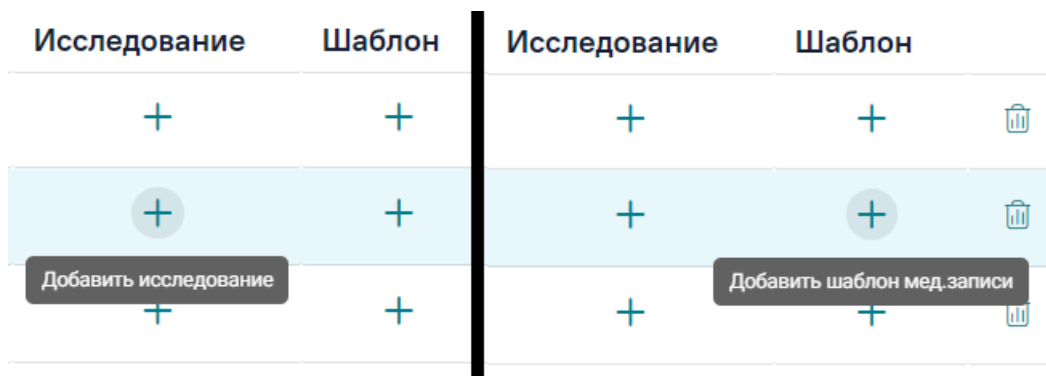 Исследование Шаблон
Добавить исследование
Исследование Шаблон
Добавить шаблон мед.записи